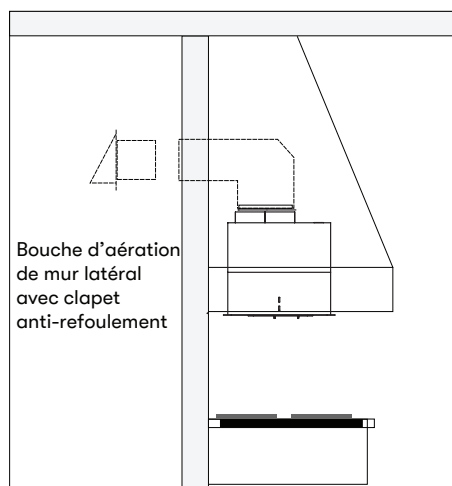 Bouche d’aération
de mur latéral
avec clapet
anti-refoulement